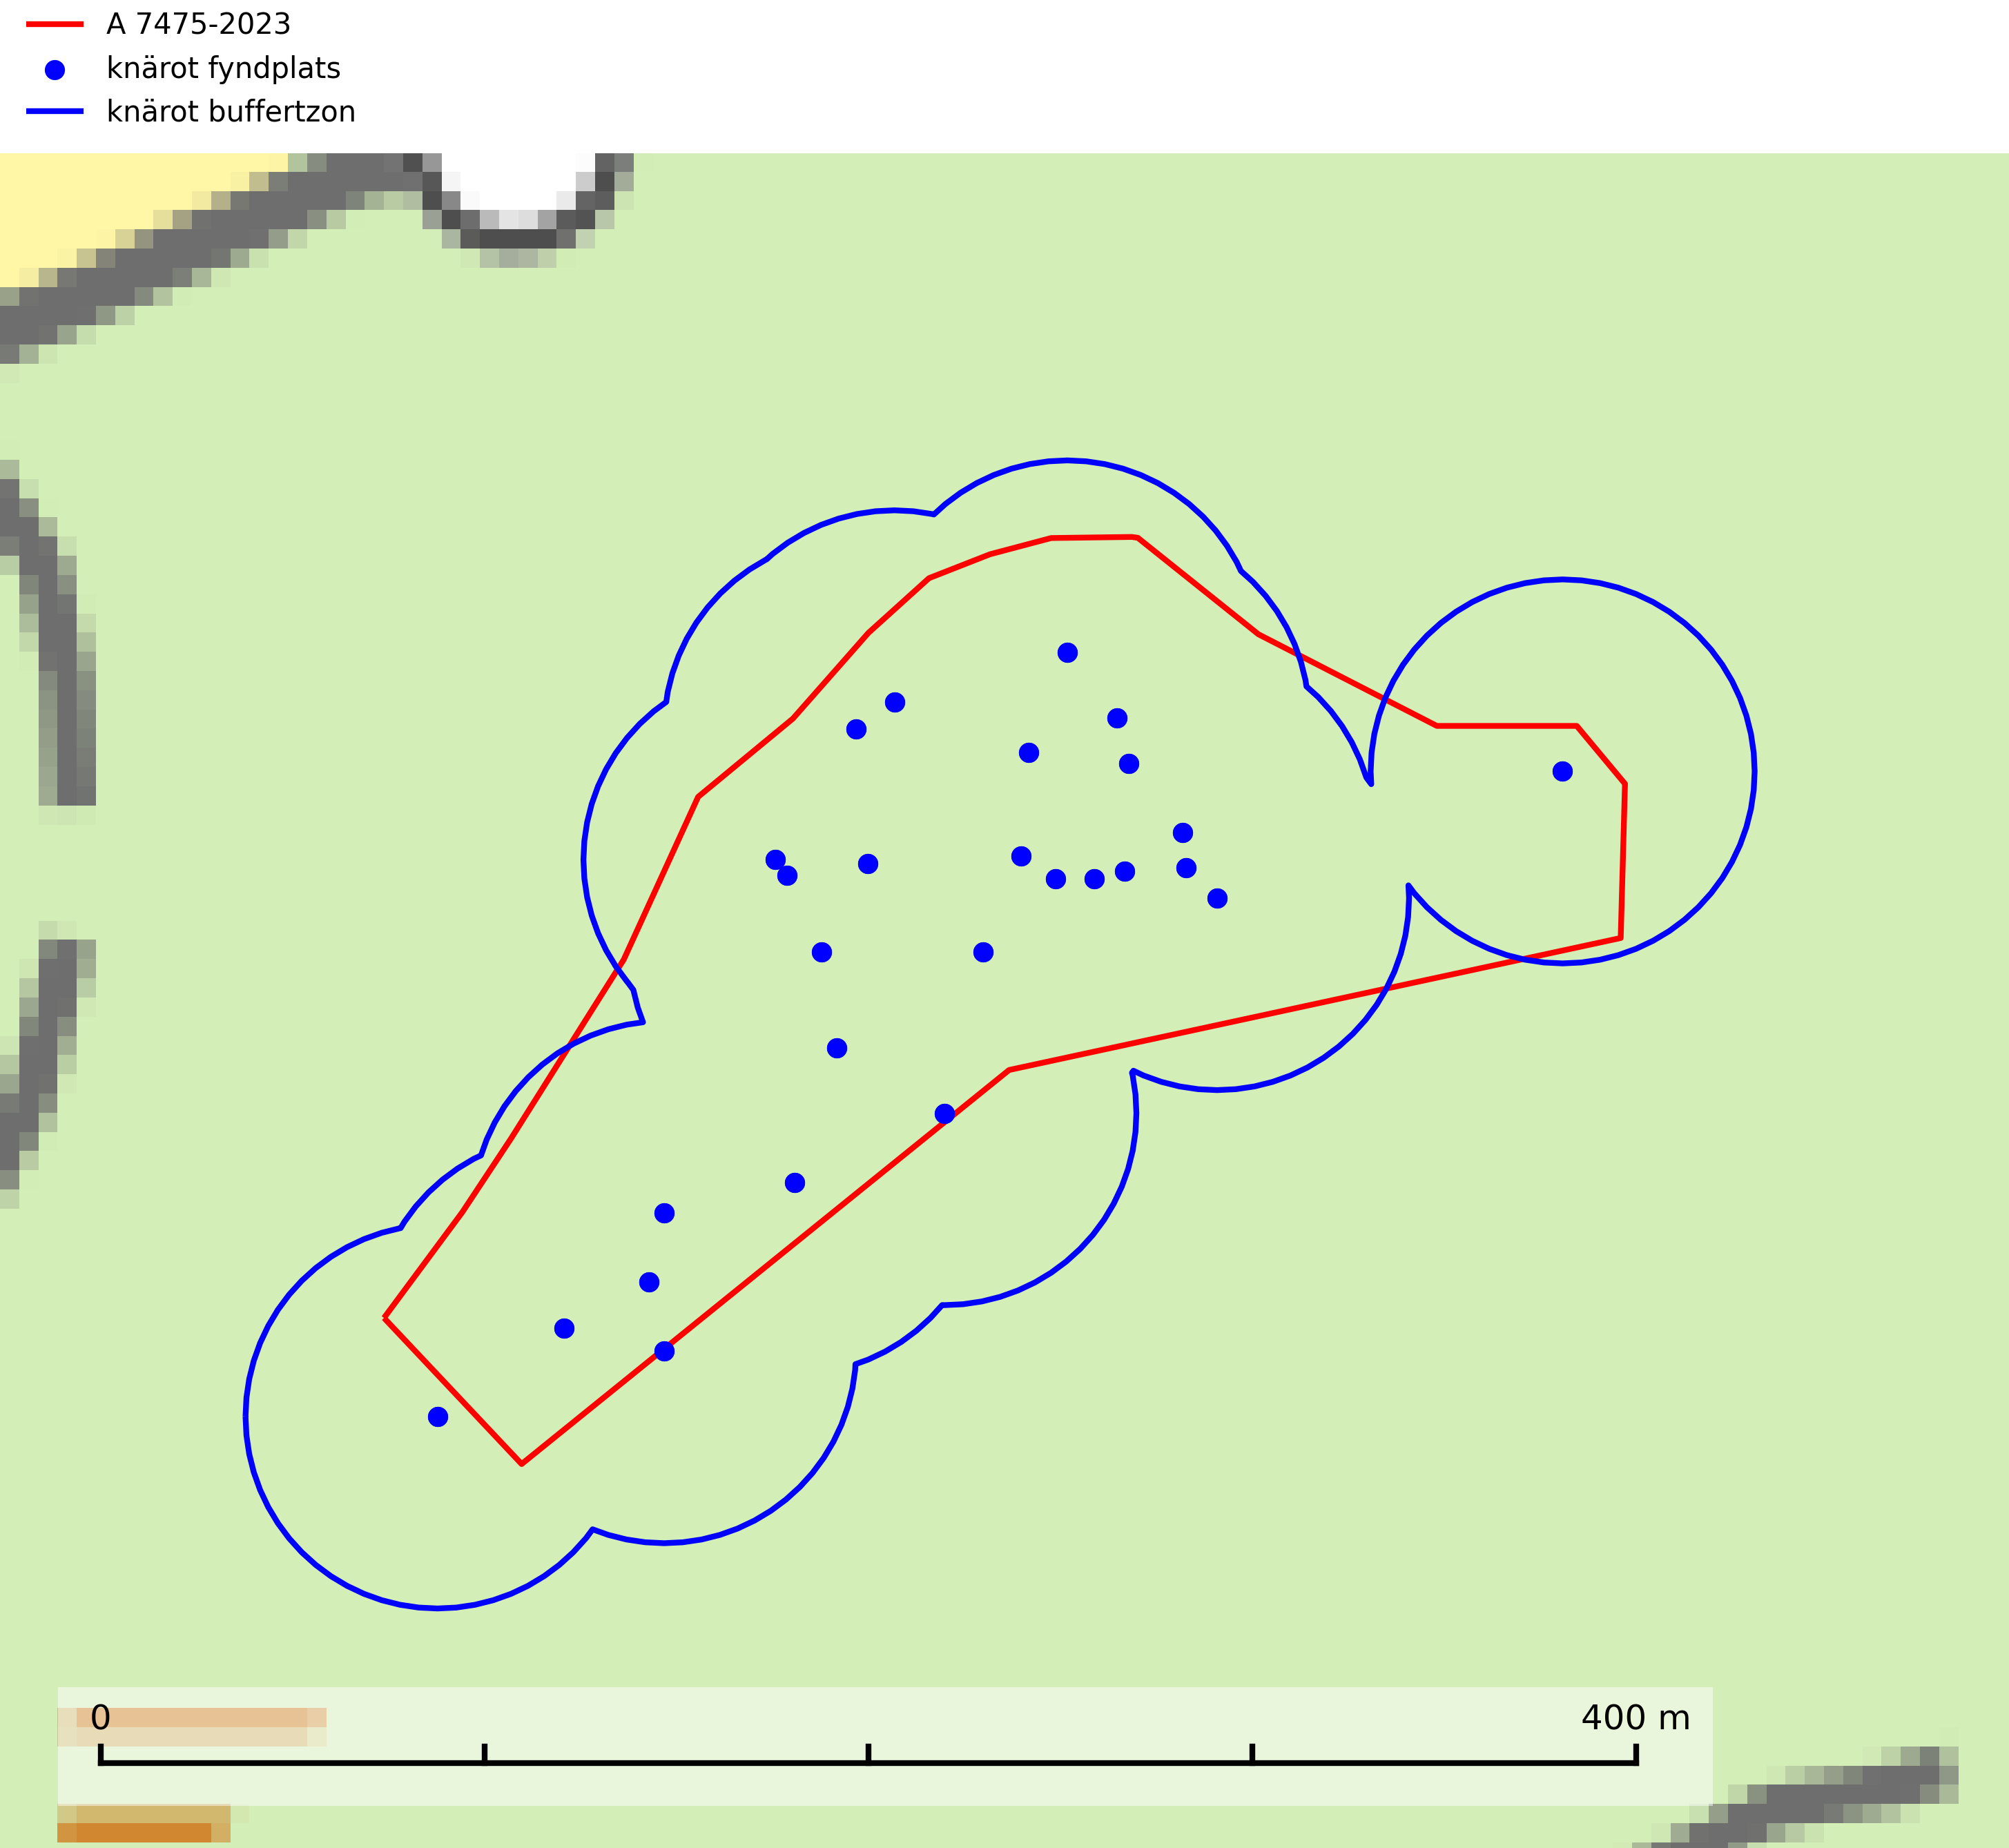 A 7475-2023
knärot fyndplats
knärot buffertzon
0
400 m